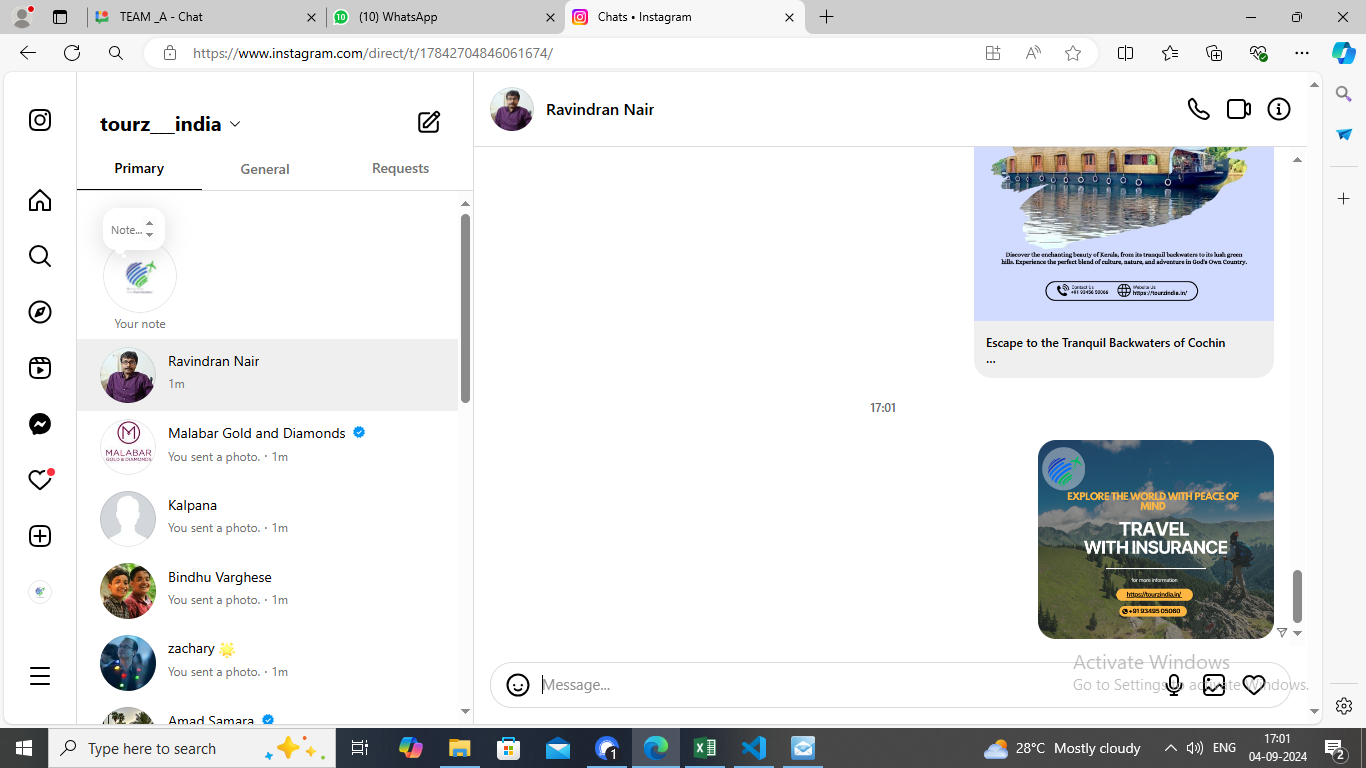 TEAM _A - Chat
(10) WhatsApp
Chats • Instagram
https://www.instagram.com/direct/t/17842704846061674/
tourz___india
Primary
General
Requests
Note...
Your note
Ravindran Nair
1m
Malabar Gold and Diamonds
You sent a photo. · 1m
MALABAR
GOLD & DIAMONDS
Kalpana
You sent a photo. · 1m
Bindhu Varghese
You sent a photo. · 1m
zachary 🌟
You sent a photo. · 1m
Amad Samara
Ravindran Nair
Discover the enchanting beauty of Kerala, from its tranquil backwaters to its lush green
hills. Experience the perfect blend of culture, nature, and adventure in God's Own Country.
Contact Us
Website Us
https://tourzindia.in/
Escape to the Tranquil Backwaters of Cochin
...
17:01
EXPLORE THE WORLD WITH PEACE OF
MIND
TRAVEL
WITH INSURANCE
for more information
https://tourzindia.in/
+91 93495 05060
Message...
Activate Windows
Go to Settings to activate Windows.
Type here to search
28°C Mostly cloudy
ENG
17:01
04-09-2024
2